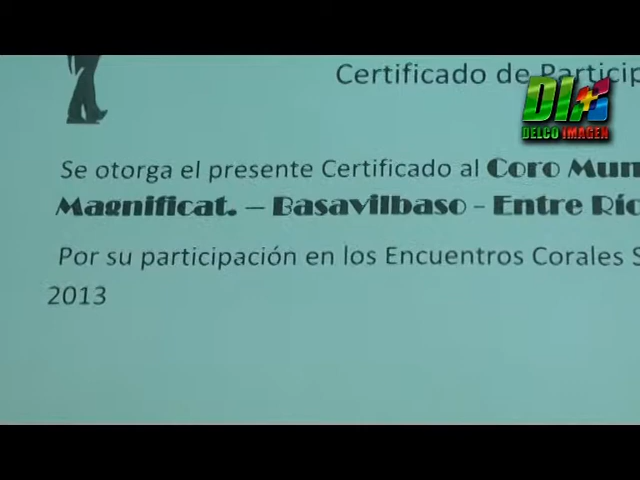 Certificado de
DI+
DELCO IMAGEN
Se otorga el presente Certificado al Coro
Magnificat. – Basavilbaso – Entre
Por su participación en los Encuentros Corales
2013